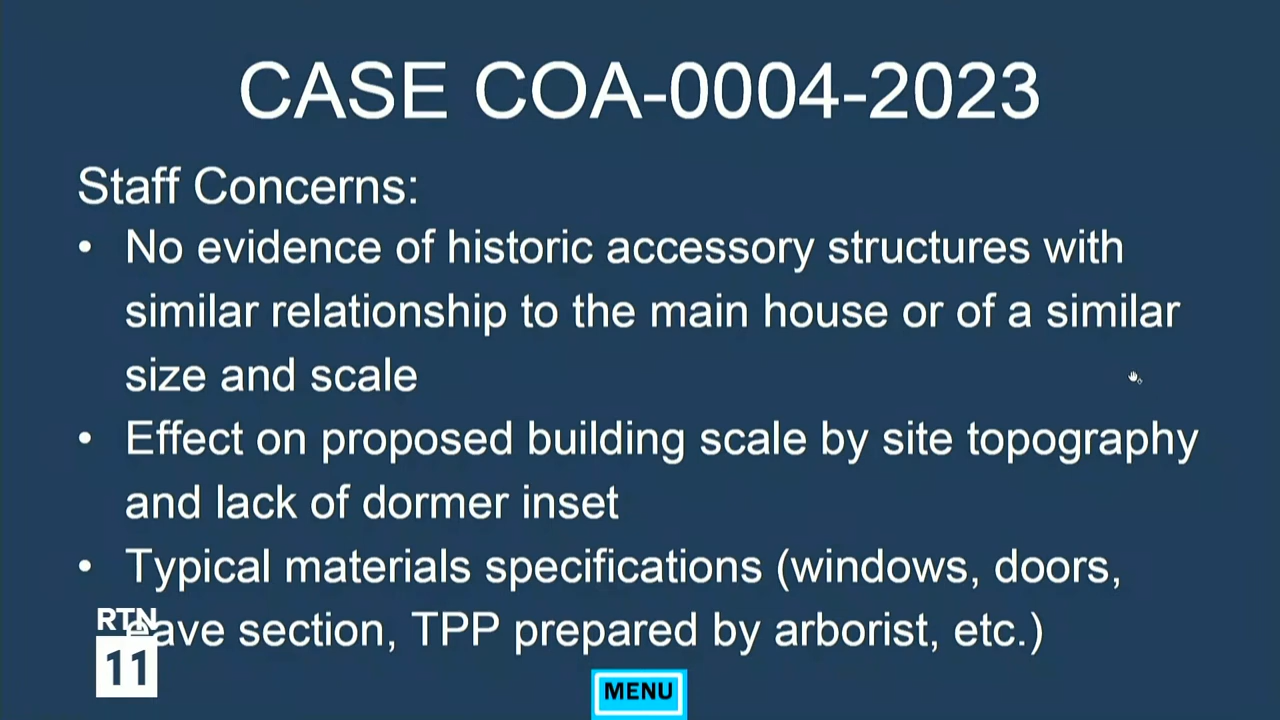 CASE COA-0004-2023
Staff Concerns:
• No evidence of historic accessory structures with
similar relationship to the main house or of a similar
size and scale
• Effect on proposed building scale by site topography
and lack of dormer inset
• Typical materials specifications (windows, doors,
eave section, TPP prepared by arborist, etc.)
RTN
11
MENU